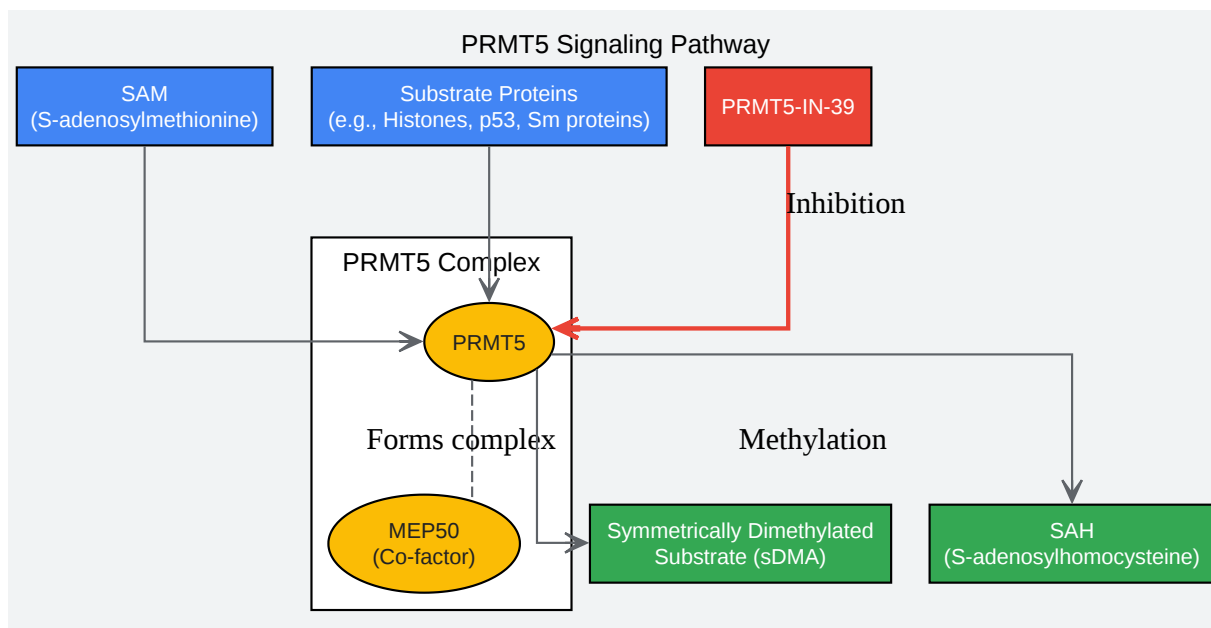 PRMT5 Signaling Pathway
SAM
(S-adenosylmethionine)
Substrate Proteins
(e.g., Histones, p53, Sm proteins)
PRMT5-IN-39
Inhibition
PRMT5 Complex
PRMT5
Forms complex
Methylation
MEP50
(Co-factor)
Symmetrically Dimethylated
Substrate (sDMA)
SAH
(S-adenosylhomocysteine)